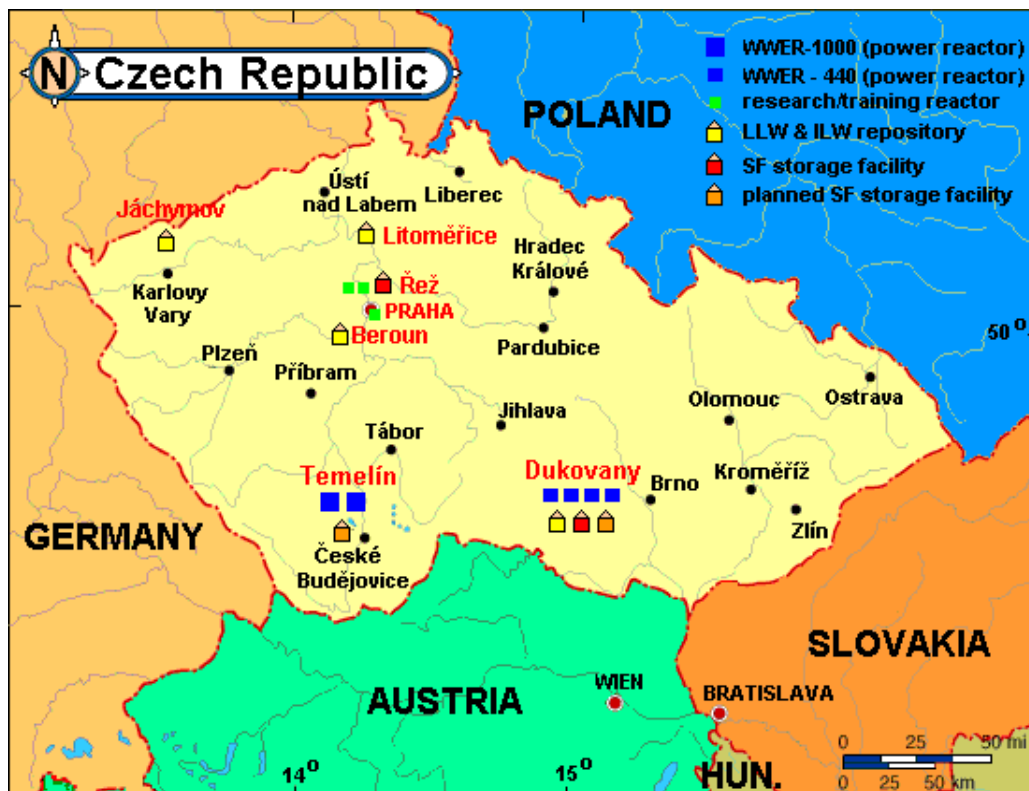 N Czech Republic
WWER-1000 (power reactor)
WWER - 440 (power reactor)
research/training reactor
LLW & ILW repository
SF storage facility
planned SF storage facility
POLAND
Ústí
nad Labem
Liberec
Jáchymov
Litoměřice
Hradec
Králové
Karlovy
Vary
Řež
PRAHA
Beroun
Pardubice
50º
Plzeň
Příbram
Jihlava
Olomouc
Ostrava
Tábor
Temelín
Dukovany
Brno
Kroměříž
Zlín
GERMANY
České
Budějovice
SLOVAKIA
AUSTRIA
WIEN
BRATISLAVA
0 25 50 mi
0 25 50 km
14º
15º
HUN.